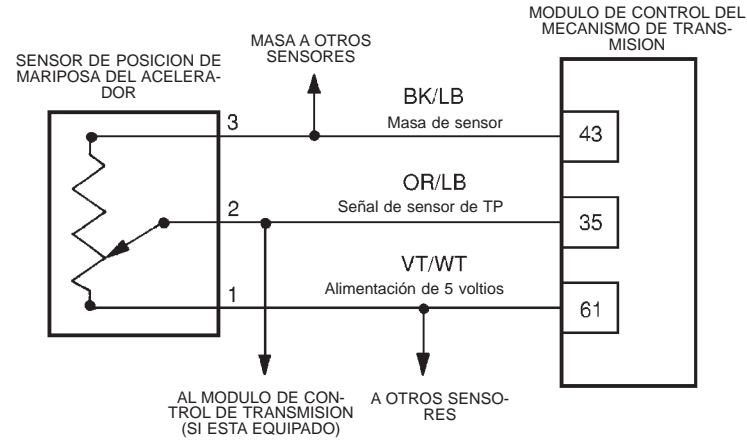 MODULO DE CONTROL DEL
MECANISMO DE TRANS-
MISION
MASA A OTROS
SENSORES
SENSOR DE POSICION DE
MARIPOSA DEL ACELERA-
DOR
3
BK/LB
Masa de sensor
43
2
OR/LB
Señal de sensor de TP
35
1
VT/WT
Alimentación de 5 voltios
61
AL MODULO DE CON-
TROL DE TRANSMISION
(SI ESTA EQUIPADO)
A OTROS SENSO-
RES